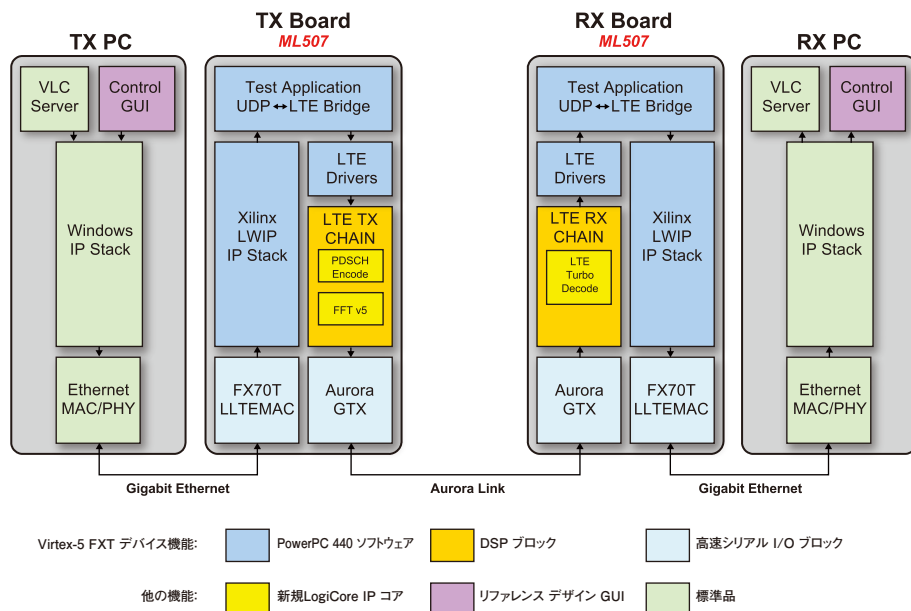 TX PC
TX Board
ML507
RX Board
ML507
RX PC
VLC
Server
Control
GUI
Windows
IP Stack
Ethernet
MAC/PHY
Test Application
UDP ↔ LTE Bridge
Xilinx
LWIP
IP Stack
LTE
Drivers
LTE TX
CHAIN
PDSCH
Encode
FFT v5
FX70T
LLTEMAC
Aurora
GTX
Test Application
UDP ↔ LTE Bridge
LTE
Drivers
LTE RX
CHAIN
LTE
Turbo
Decode
Xilinx
LWIP
IP Stack
Aurora
GTX
FX70T
LLTEMAC
VLC
Server
Control
GUI
Windows
IP Stack
Ethernet
MAC/PHY
Gigabit Ethernet
Aurora Link
Gigabit Ethernet
Virtex-5 FXT デバイス機能:
PowerPC 440 ソフトウェア
DSP ブロック
高速シリアル I/O ブロック
他の機能:
新規LogiCore IP コア
リファレンス デザイン GUI
標準品